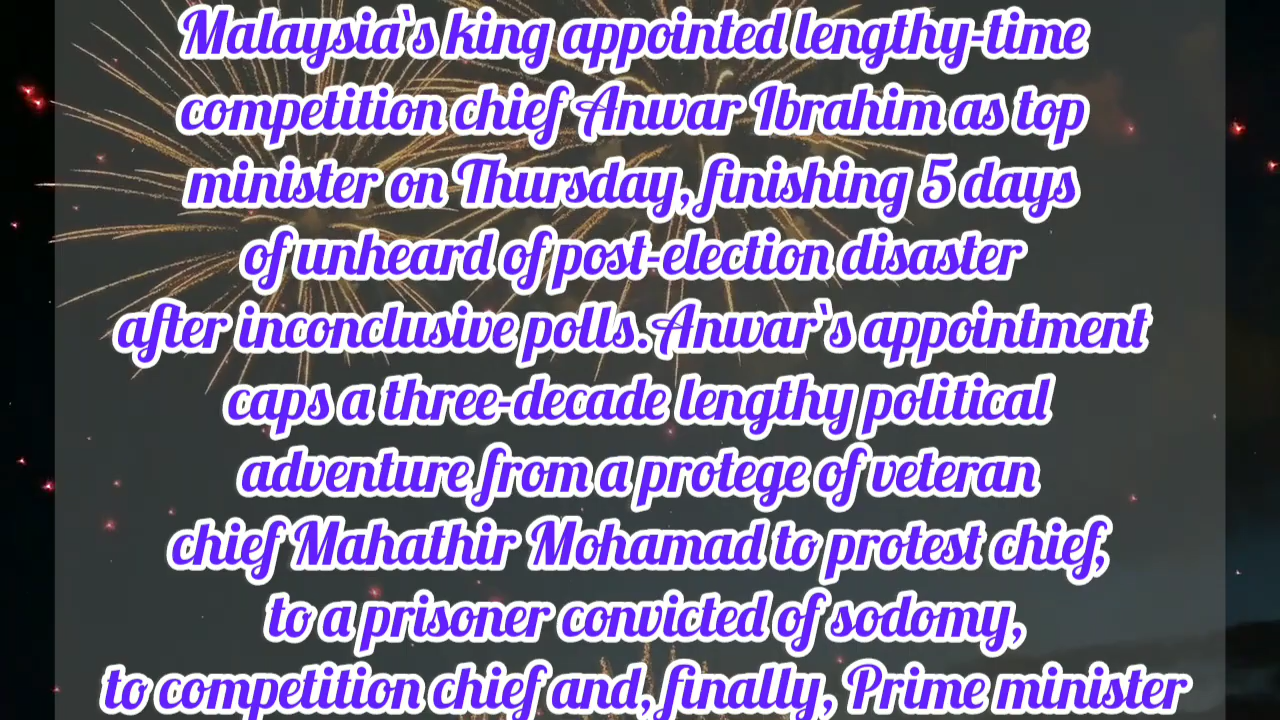 Malaysia`s king appointed lengthy-time
competition chief Anwar Ibrahim as top
minister on Thursday, finishing 5 days
of unheard of post-election disaster
after inconclusive polls.Anwar`s appointment
caps a three-decade lengthy political
adventure from a protege of veteran
chief Mahathir Mohamad to protest chief,
to a prisoner convicted of sodomy,
to competition chief and, finally, Prime minister